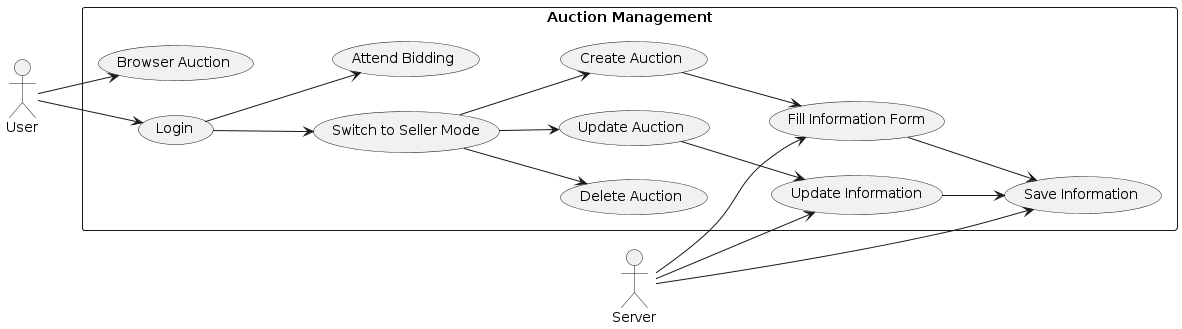 Auction Management
Browser Auction
Attend Bidding
Create Auction
User
Login
Switch to Seller Mode
Update Auction
Fill Information Form
Delete Auction
Update Information
Save Information
Server